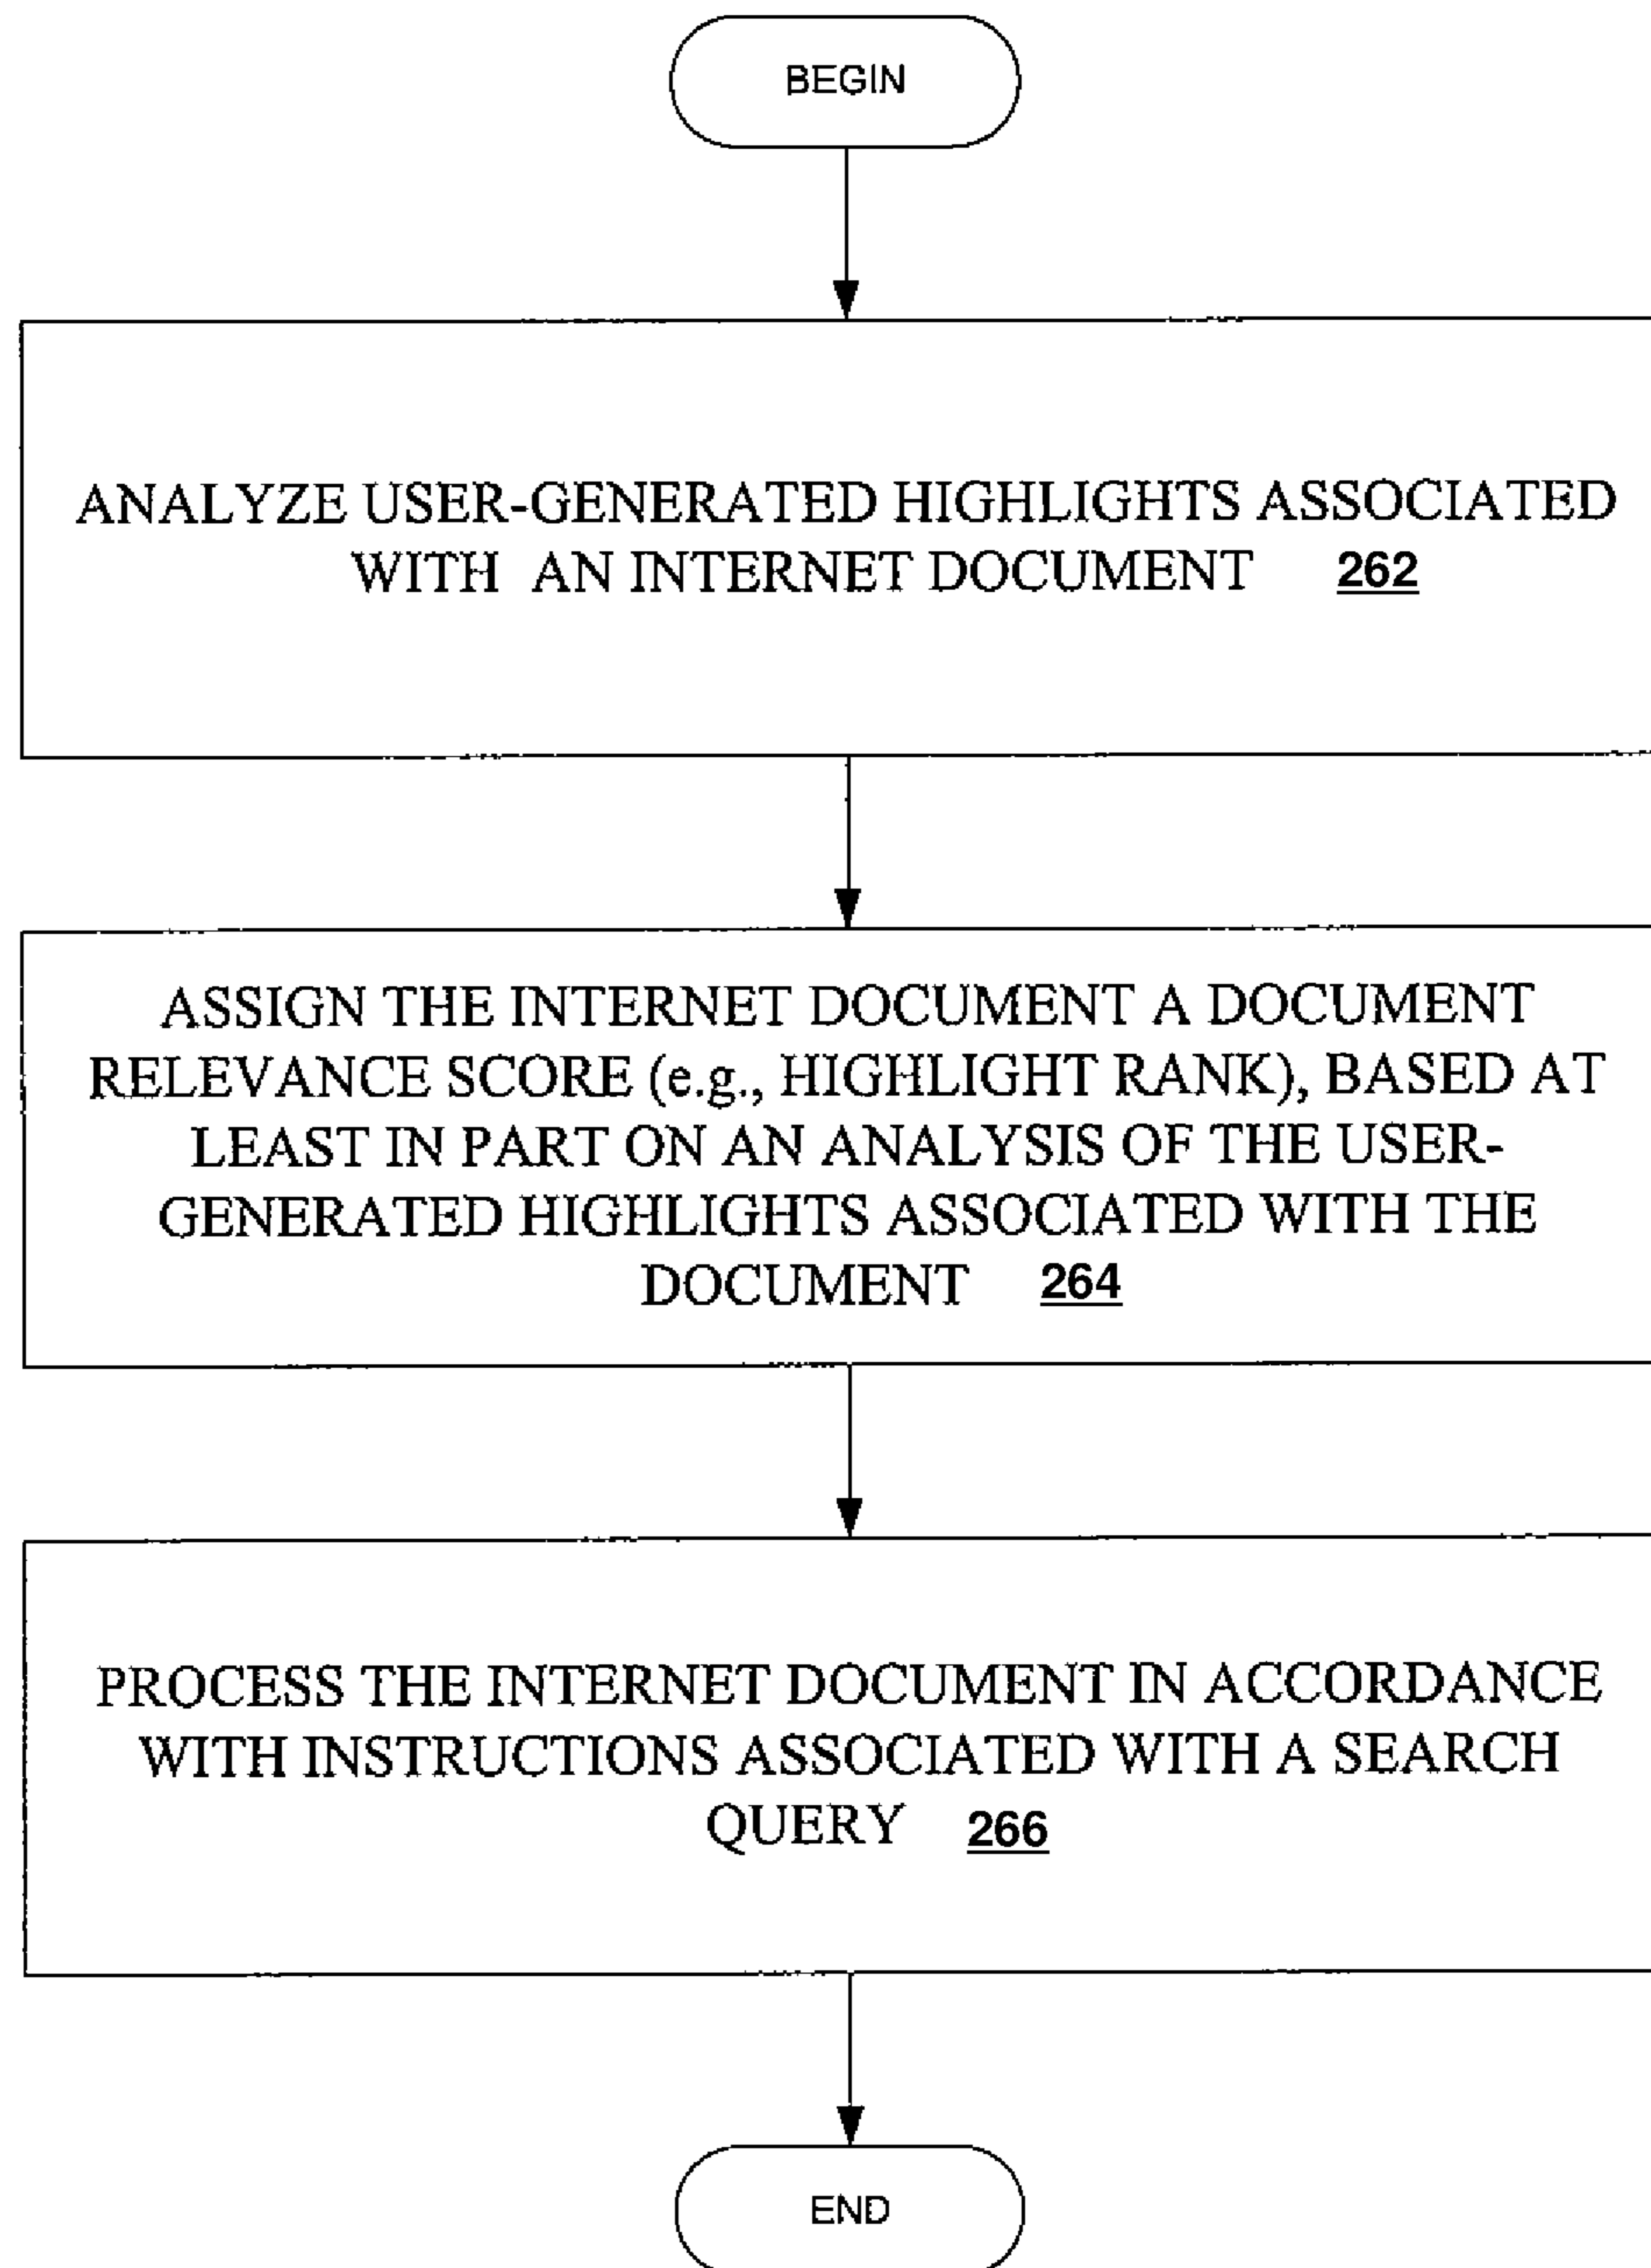 BEGIN
ANALYZE USER-GENERATED HIGHLIGHTS ASSOCIATED
WITH AN INTERNET DOCUMENT 262
ASSIGN THE INTERNET DOCUMENT A DOCUMENT
RELEVANCE SCORE (e.g., HIGHLIGHT RANK), BASED AT
LEAST IN PART ON AN ANALYSIS OF THE USER-
GENERATED HIGHLIGHTS ASSOCIATED WITH THE
DOCUMENT 264
PROCESS THE INTERNET DOCUMENT IN ACCORDANCE
WITH INSTRUCTIONS ASSOCIATED WITH A SEARCH
QUERY 266
END